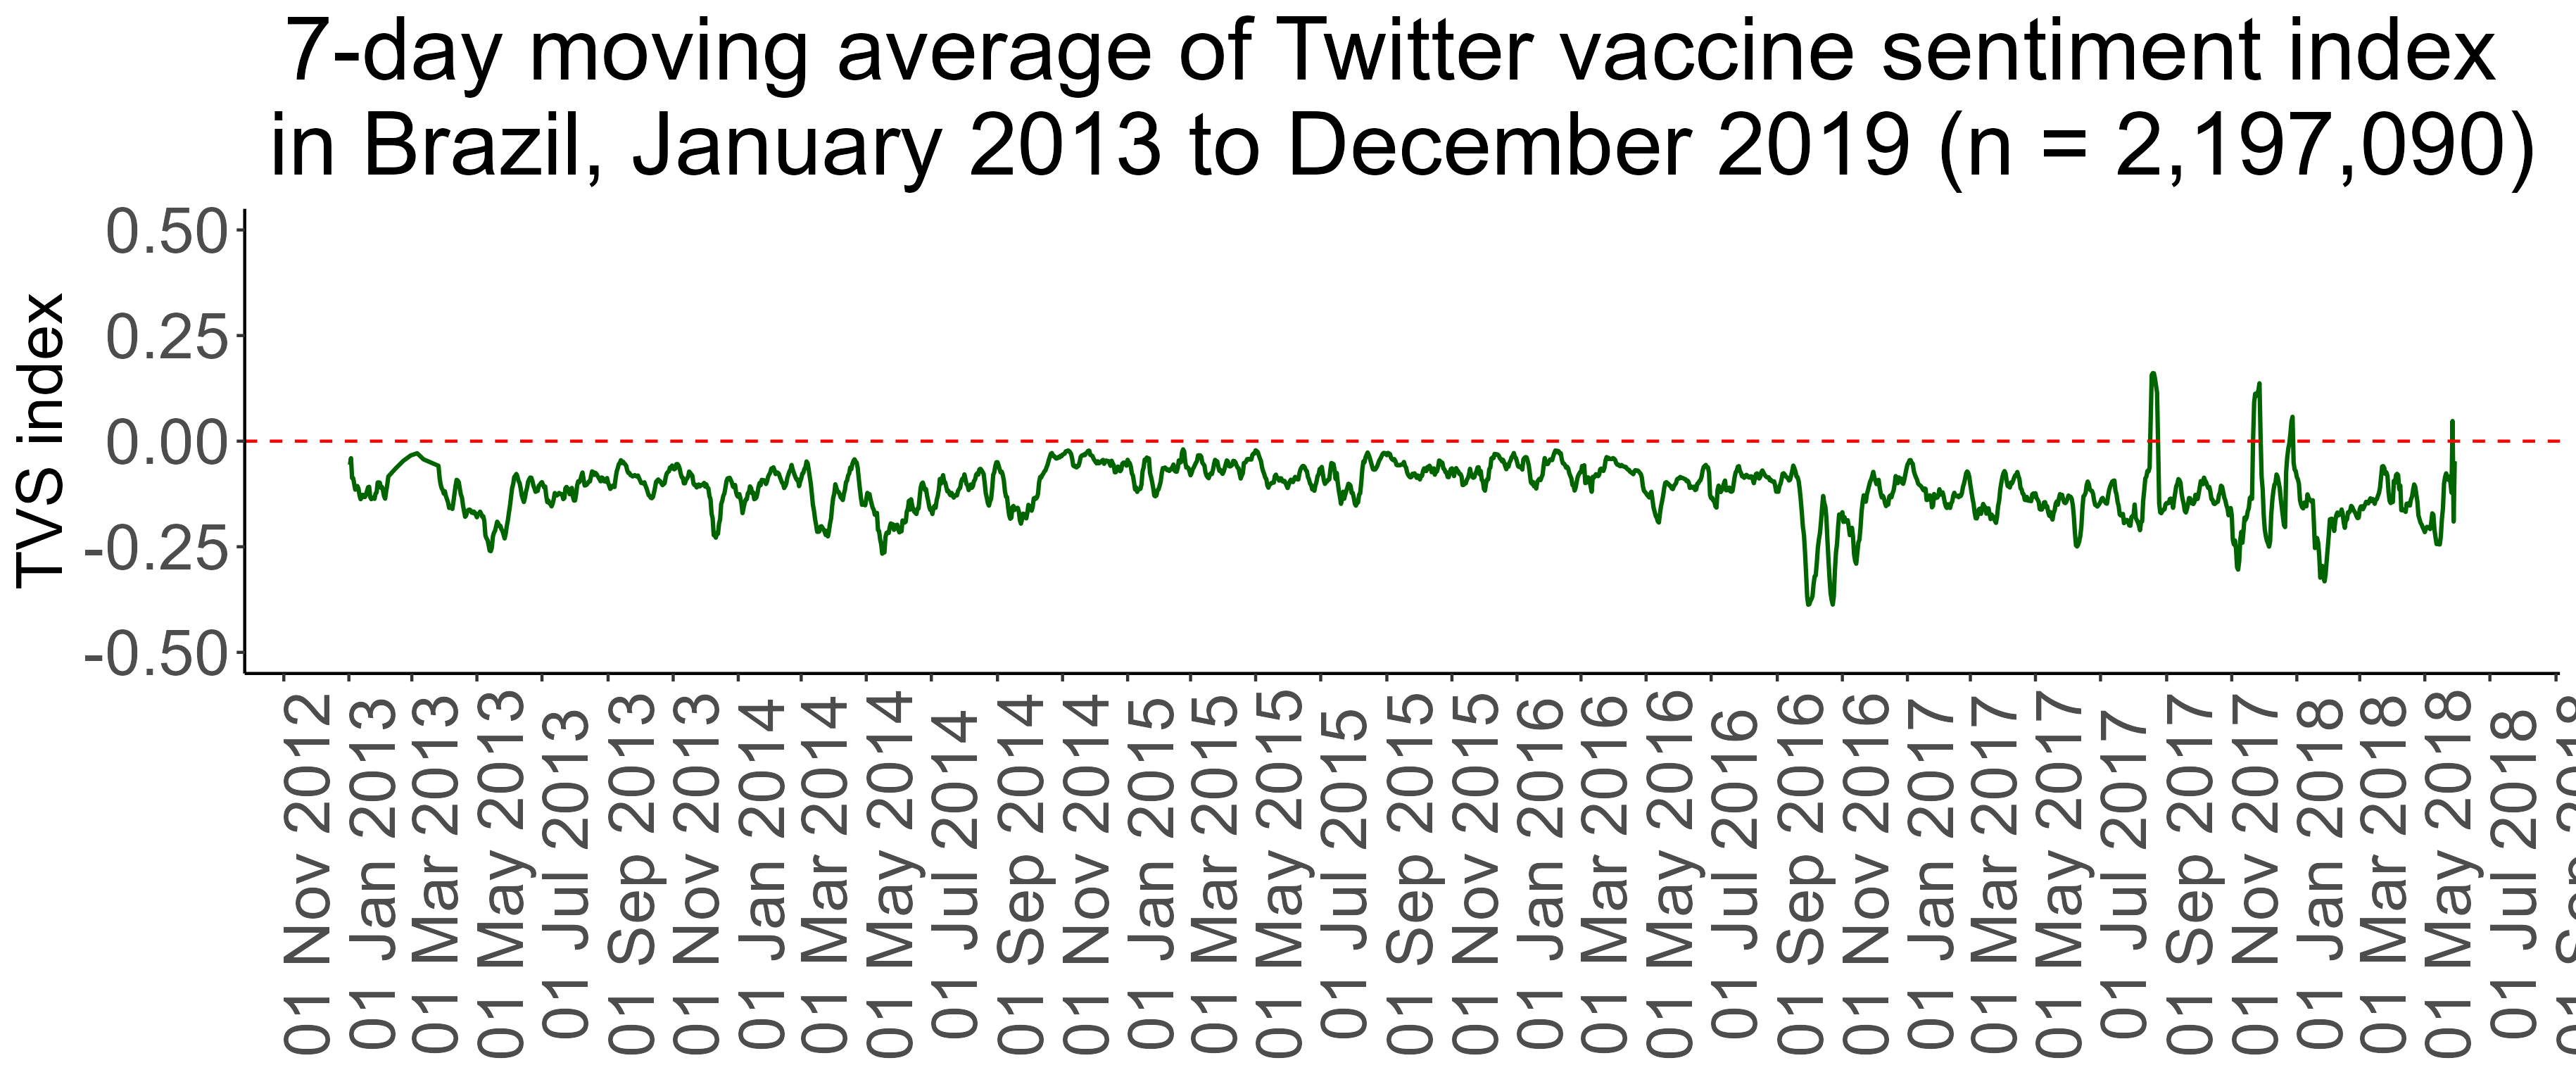 7-day moving average of Twitter vaccine sentiment index
in Brazil, January 2013 to December 2019 (n = 2,197,090)
TVS index
0.50
0.25
0.00
-0.25
-0.50
01 Nov 2012
01 Jan 2013
01 Mar 2013
01 May 2013
01 Jul 2013
01 Sep 2013
01 Nov 2013
01 Jan 2014
01 Mar 2014
01 May 2014
01 Jul 2014
01 Sep 2014
01 Nov 2014
01 Jan 2015
01 Mar 2015
01 May 2015
01 Jul 2015
01 Sep 2015
01 Nov 2015
01 Jan 2016
01 Mar 2016
01 May 2016
01 Jul 2016
01 Sep 2016
01 Nov 2016
01 Jan 2017
01 Mar 2017
01 May 2017
01 Jul 2017
01 Sep 2017
01 Nov 2017
01 Jan 2018
01 Mar 2018
01 May 2018
01 Jul 2018